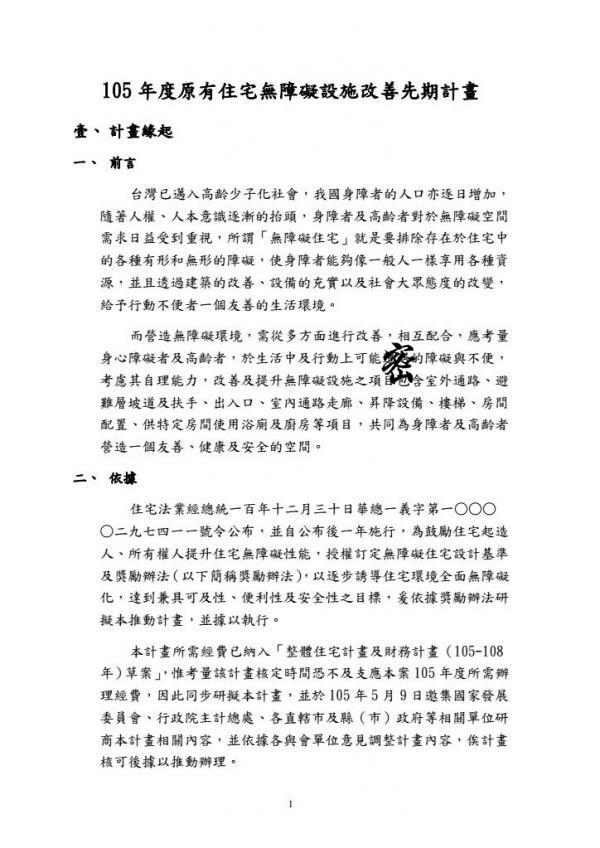 105 年度原有住宅無障礙設施改善先期計畫
壹、 計畫緣起
一、 前言
台灣已邁入高齡少子化社會，我國身障者的人口亦逐日增加，
隨著人權、人本意識逐漸的抬頭，身障者及高齡者對於無障礙空間
需求日益受到重視，所謂「無障礙住宅」就是要排除存在於住宅中
的各種有形和無形的障礙，使身障者能夠像一般人一樣享用各種資
源，並且透過建築的改善、設備的充實以及社會大眾態度的改變，
給予行動不便者一個友善的生活環境。
而營造無障礙環境，需從多方面進行改善，相互配合，應考量
身心障礙者及高齡者，於生活中及行動上可能的障礙與不便，
考慮其自理能力，改善及提升無障礙設施之項目包含室外通路、避
難層坡道及扶手、出入口、室內通路走廊、昇降設備、樓梯、房間
配置、供特定房間使用浴廁及廚房等項目，共同為身障者及高齡者
營造一個友善、健康及安全的空間。
密
二、 依據
住宅法業經總統一百年十二月三十日華總一義字第一〇〇〇
〇二九七四一一號令公布，並自公布後一年施行，為鼓勵住宅起造
人、所有權人提升住宅無障礙性能，授權訂定無障礙住宅設計基準
及獎勵辦法（以下簡稱獎勵辦法），以逐步誘導住宅環境全面無障礙
化，達到兼具可及性、便利性及安全性之目標，爰依據獎勵辦法研
擬本推動計畫，並據以執行。
本計畫所需經費已納入「整體住宅計畫及財務計畫（105-108
年）草案」，惟考量該計畫核定時間恐不及支應本案 105 年度所需辦
理經費，因此同步研擬本計畫，並於 105 年 5 月 9 日邀集國家發展
委員會、行政院主計總處、各直轄市及縣（市）政府等相關單位研
商本計畫相關內容，並依據各與會單位意見調整計畫內容，俟計畫
核可後據以推動辦理。
1